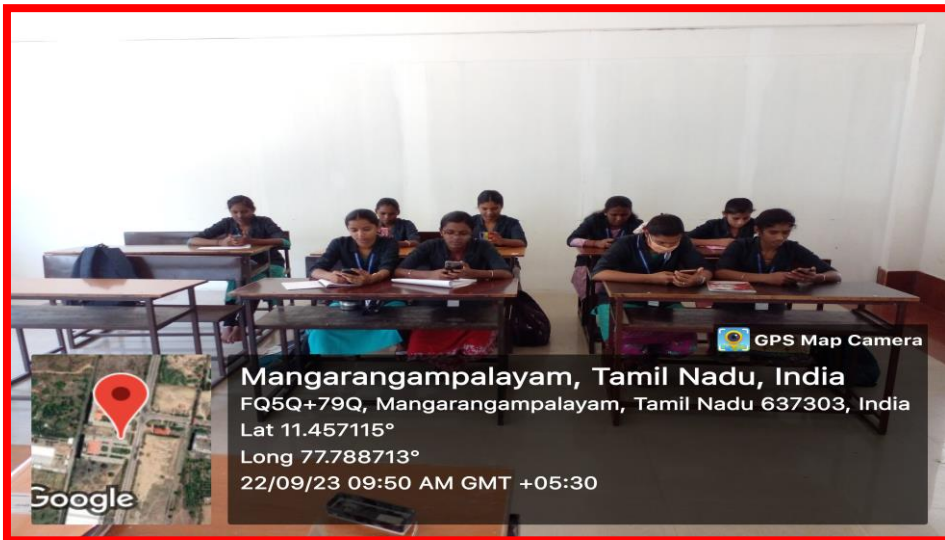 GPS Map Camera
Mangarangampalayam, Tamil Nadu, India
FQ5Q+79Q, Mangarangampalayam, Tamil Nadu 637303, India
Lat 11.457115°
Long 77.788713°
22/09/23 09:50 AM GMT +05:30
Google